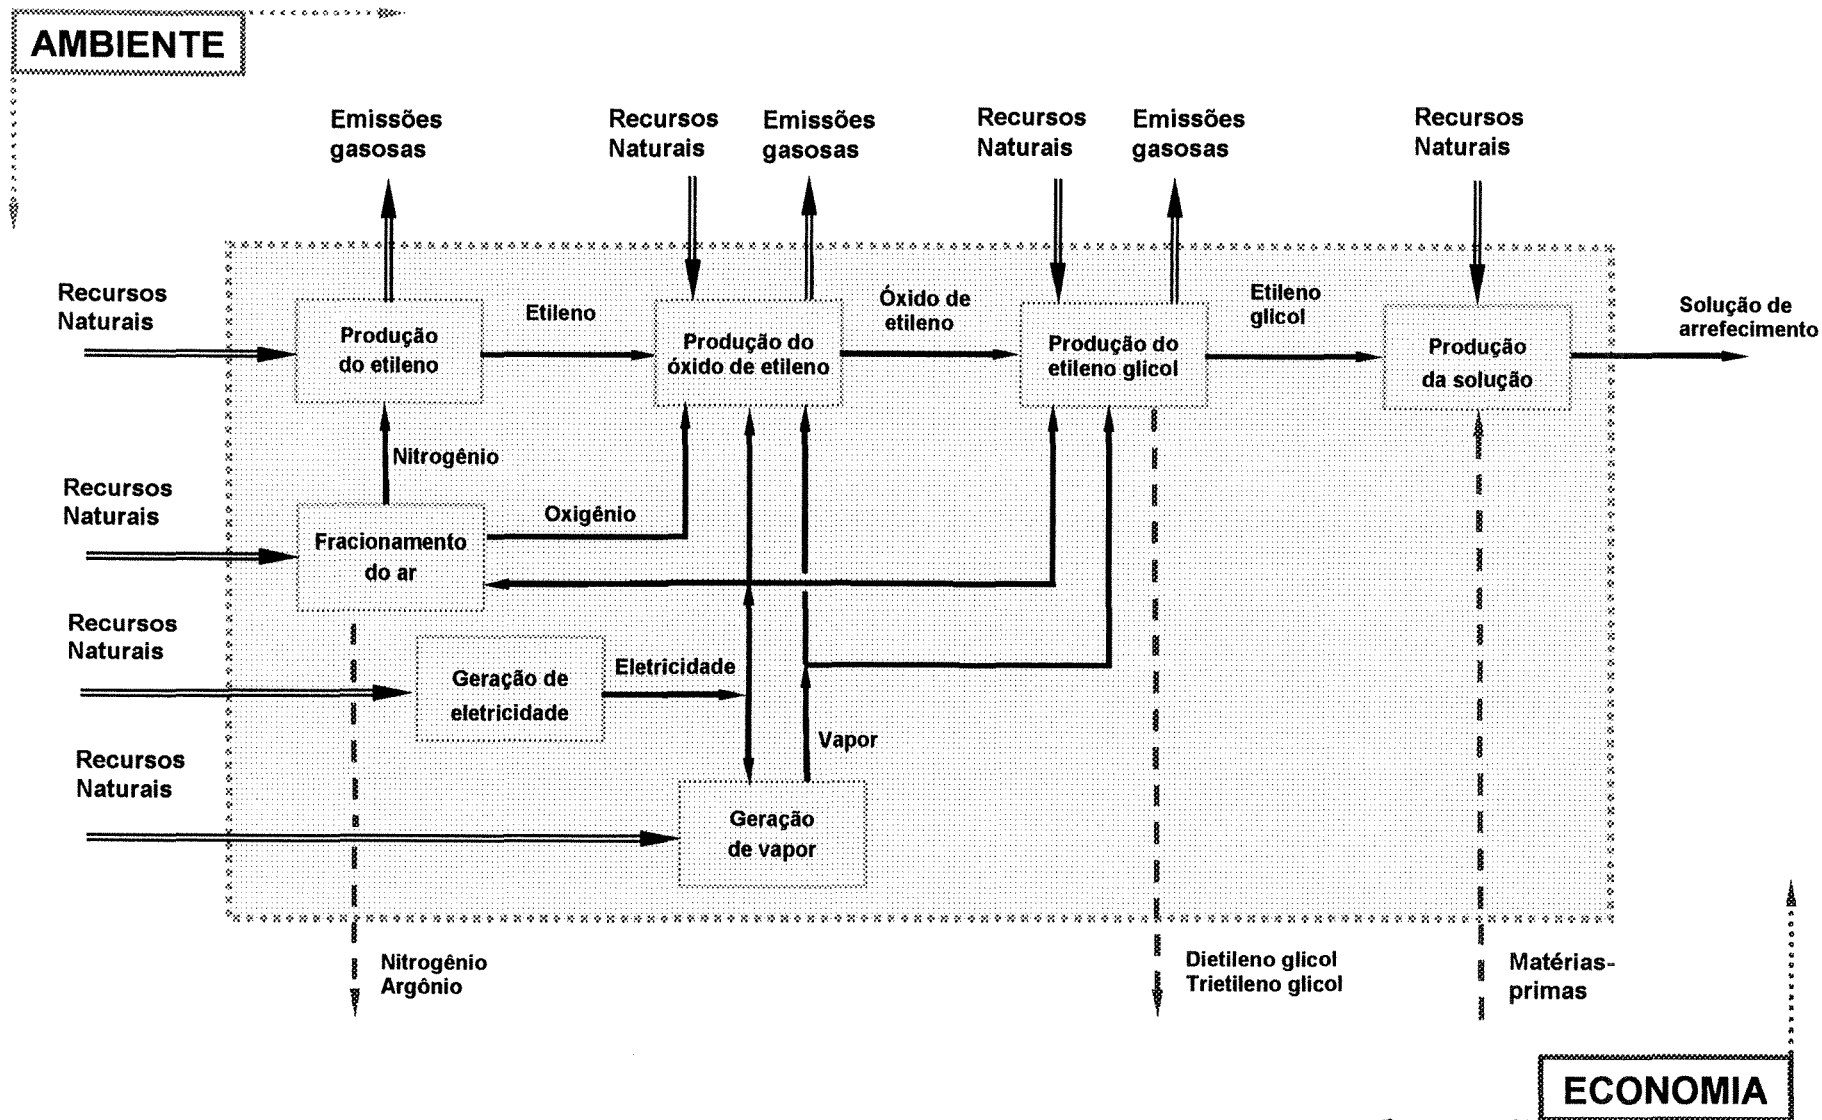 AMBIENTE
Emissões
gasosas
Recursos
Naturais
Emissões
gasosas
Recursos
Naturais
Emissões
gasosas
Recursos
Naturais
Recursos
Naturais
Produção
do etileno
Etileno
Produção do
óxido de etileno
Óxido de
etileno
Produção do
etileno glicol
Etileno
glicol
Produção
da solução
Solução de
arrefecimento
Nitrogênio
Recursos
Naturais
Fracionamento
do ar
Oxigênio
Recursos
Naturais
Geração de
eletricidade
Eletricidade
Vapor
Recursos
Naturais
Geração
de vapor
Nitrogênio
Argônio
Dietileno glicol
Trietileno glicol
Matérias-
primas
ECONOMIA